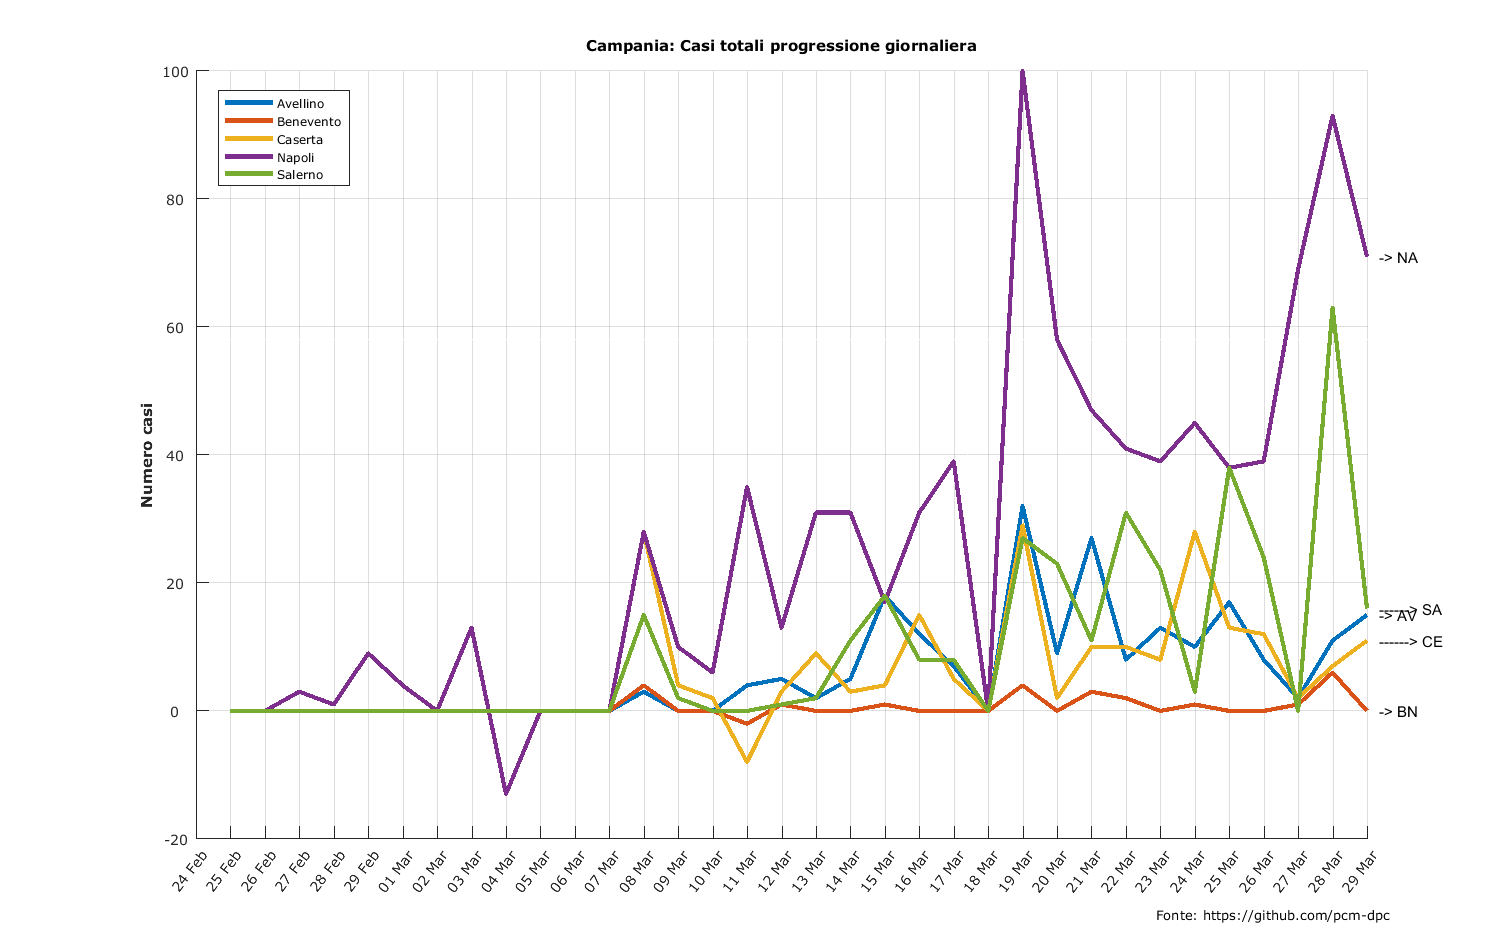 Campania: Casi totali progressione giornaliera
100
80
60
40
20
0
-20
Numero casi
Avellino
Benevento
Caserta
Napoli
Salerno
-> NA
------> SA
-> AV
------> CE
-> BN
24 Feb
25 Feb
26 Feb
27 Feb
28 Feb
29 Feb
01 Mar
02 Mar
03 Mar
04 Mar
05 Mar
06 Mar
07 Mar
08 Mar
09 Mar
10 Mar
11 Mar
12 Mar
13 Mar
14 Mar
15 Mar
16 Mar
17 Mar
18 Mar
19 Mar
20 Mar
21 Mar
22 Mar
23 Mar
24 Mar
25 Mar
26 Mar
27 Mar
28 Mar
29 Mar
Fonte: https://github.com/pcm-dpc